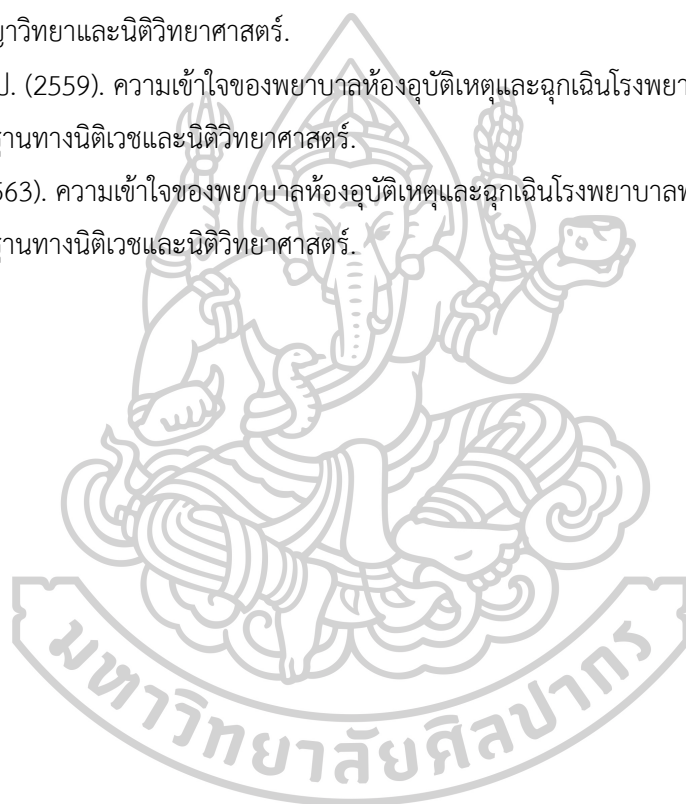 ญาวิทยาและนิติวิทยาศาสตร์.
ป. (2559). ความเข้าใจของพยาบาลห้องอุบัติเหตุและฉุกเฉินโรงพยา
ฐานทางนิติเวชและนิติวิทยาศาสตร์.
563). ความเข้าใจของพยาบาลห้องอุบัติเหตุและฉุกเฉินโรงพยาบาลพ
ฐานทางนิติเวชและนิติวิทยาศาสตร์.
มหาวิทยาลัยศิลปากร